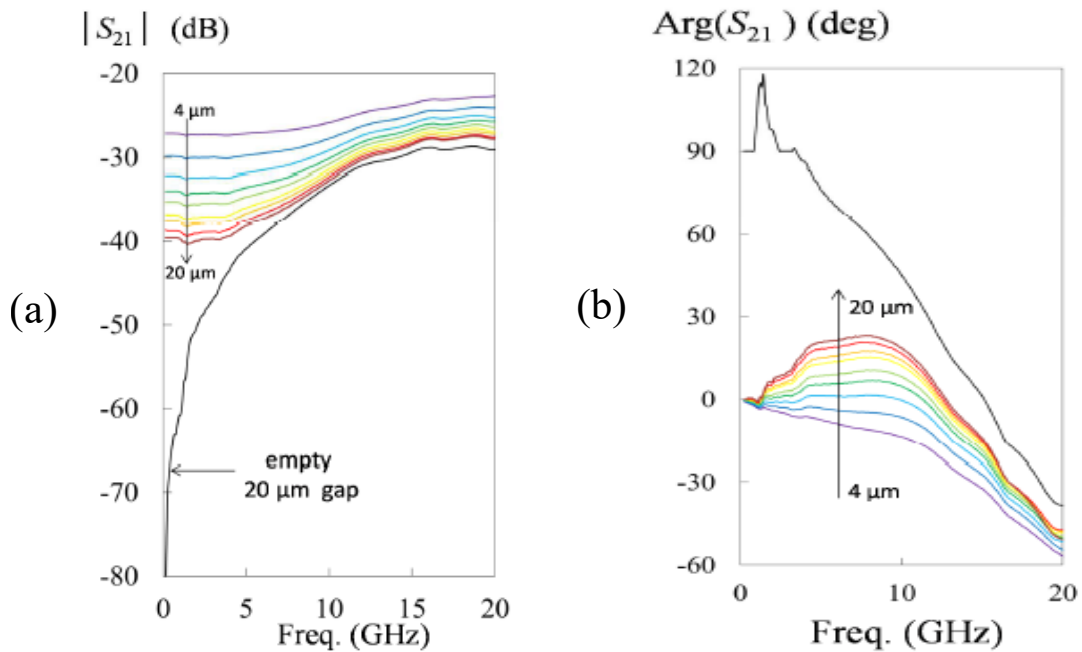 |S₂₁| (dB)
-20
-30
-40
-50
-60
-70
-80
4 μm
20 μm
empty
20 μm gap
0
5
10
15
20
Freq. (GHz)
(a)
Arg(S₂₁ ) (deg)
120
90
60
30
0
-30
-60
20 μm
4 μm
0
10
20
Freq. (GHz)
(b)